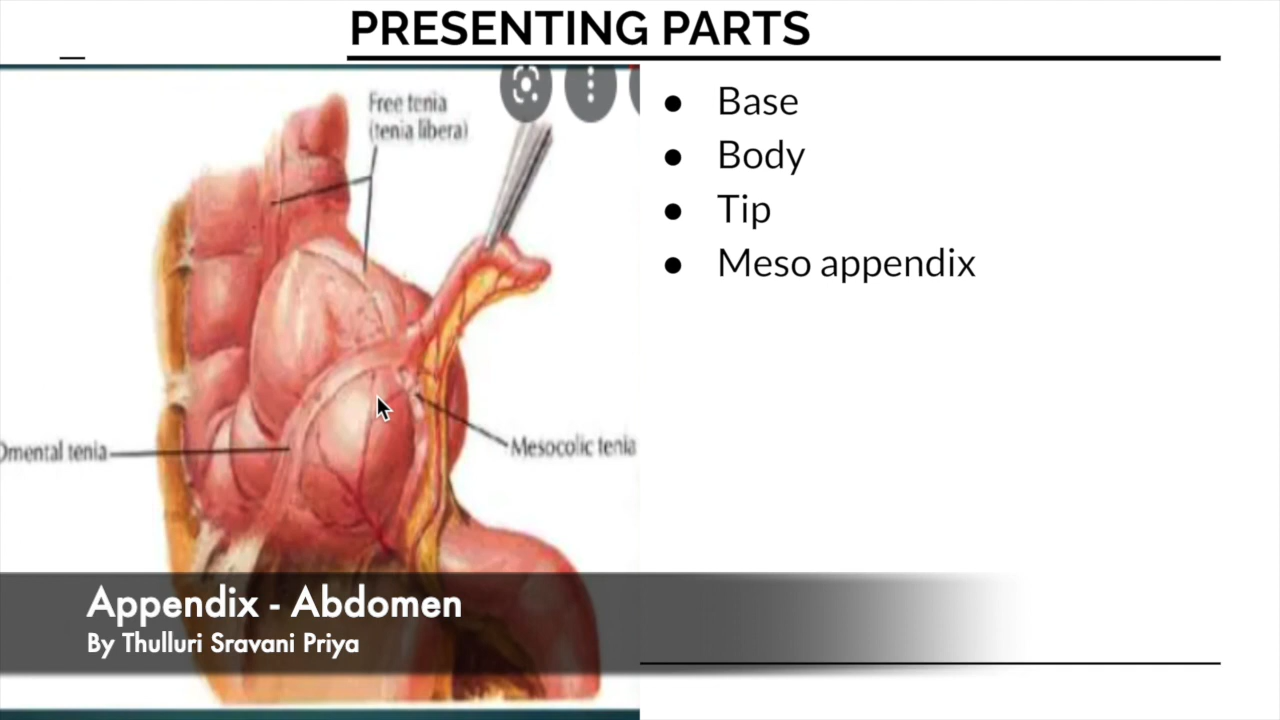 PRESENTING PARTS
Free tenia
(tenia libera)
Omental tenia
Mesocolic tenia
● Base
● Body
● Tip
● Meso appendix
Appendix - Abdomen
By Thulluri Sravani Priya